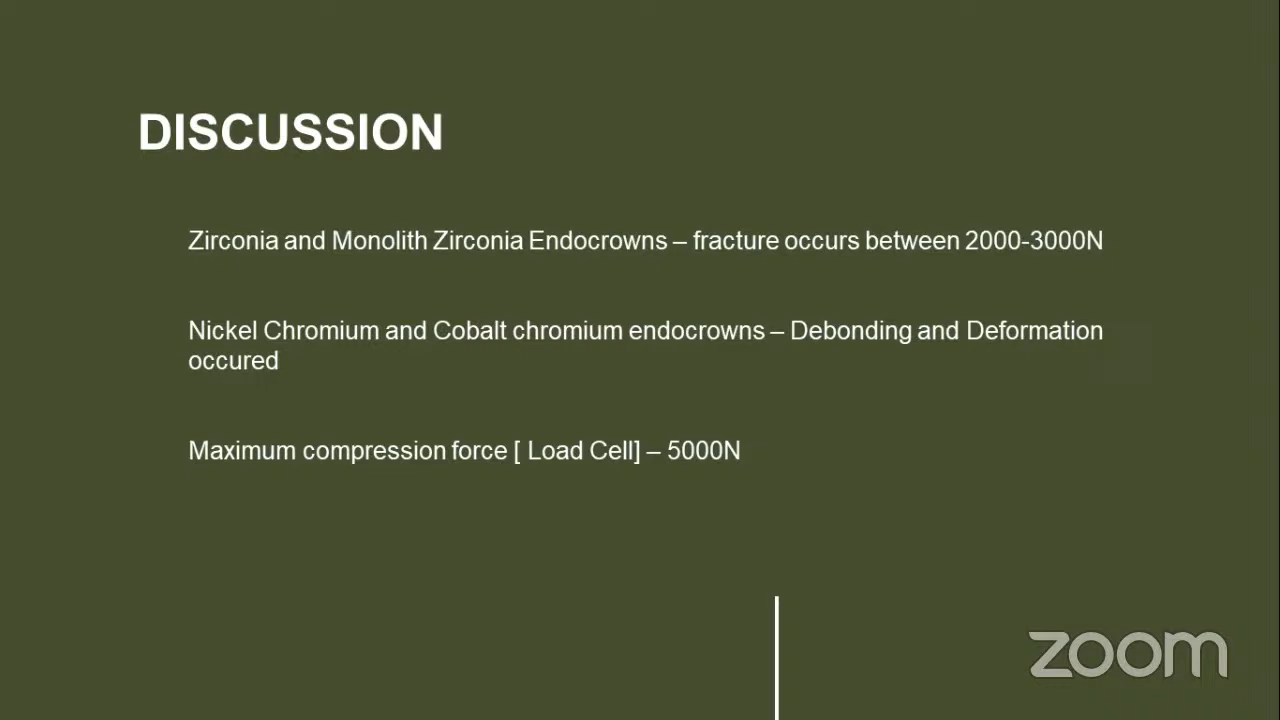 DISCUSSION
Zirconia and Monolith Zirconia Endocrowns – fracture occurs between 2000-3000N
Nickel Chromium and Cobalt chromium endocrowns – Debonding and Deformation
occured
Maximum compression force [ Load Cell] – 5000N
zoom